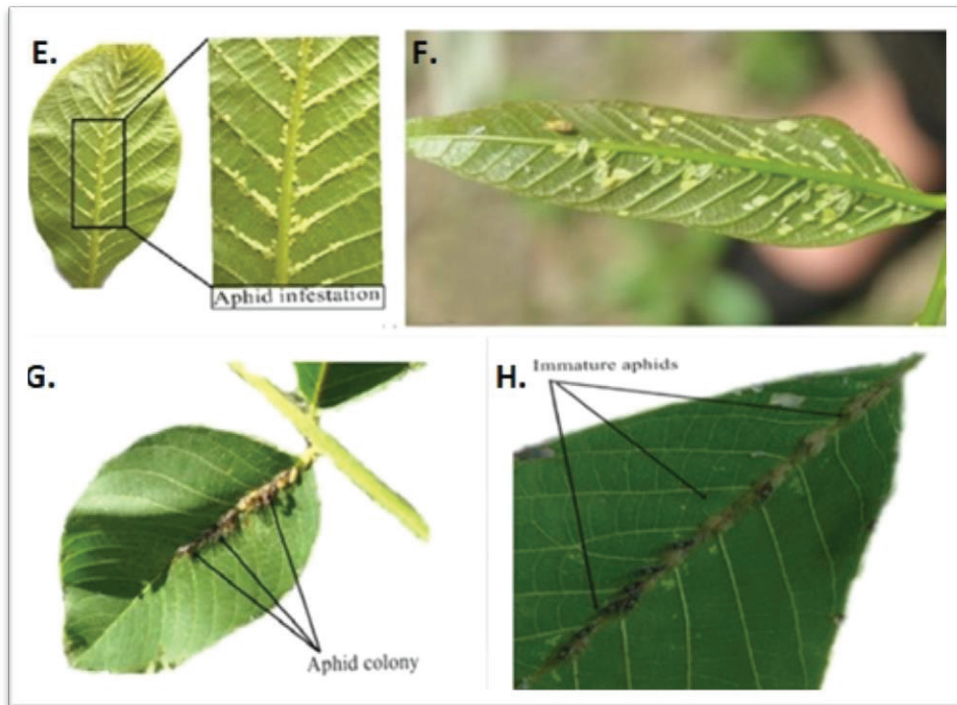 E.
F.
Aphid infestation
G.
H.
Immature aphids
Aphid colony